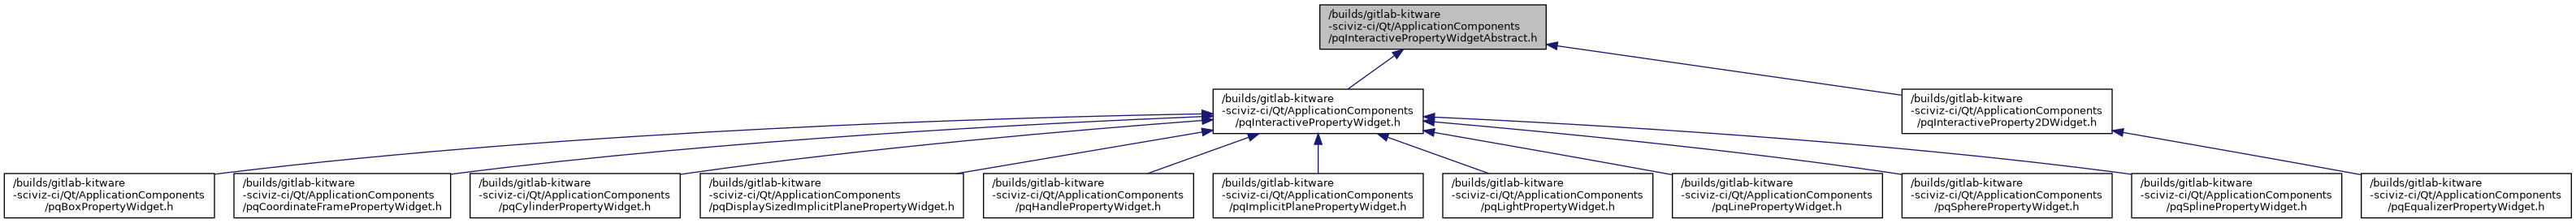 /builds/gitlab-kitware
-sciviz-ci/Qt/ApplicationComponents
/pqInteractivePropertyWidgetAbstract.h
/builds/gitlab-kitware
-sciviz-ci/Qt/ApplicationComponents
/pqInteractivePropertyWidget.h
/builds/gitlab-kitware
-sciviz-ci/Qt/ApplicationComponents
/pqInteractiveProperty2DWidget.h
/builds/gitlab-kitware
-sciviz-ci/Qt/ApplicationComponents
/pqBoxPropertyWidget.h
/builds/gitlab-kitware
-sciviz-ci/Qt/ApplicationComponents
/pqCoordinateFramePropertyWidget.h
/builds/gitlab-kitware
-sciviz-ci/Qt/ApplicationComponents
/pqCylinderPropertyWidget.h
/builds/gitlab-kitware
-sciviz-ci/Qt/ApplicationComponents
/pqDisplaySizedImplicitPlanePropertyWidget.h
/builds/gitlab-kitware
-sciviz-ci/Qt/ApplicationComponents
/pqHandlePropertyWidget.h
/builds/gitlab-kitware
-sciviz-ci/Qt/ApplicationComponents
/pqImplicitPlanePropertyWidget.h
/builds/gitlab-kitware
-sciviz-ci/Qt/ApplicationComponents
/pqLightPropertyWidget.h
/builds/gitlab-kitware
-sciviz-ci/Qt/ApplicationComponents
/pqLinePropertyWidget.h
/builds/gitlab-kitware
-sciviz-ci/Qt/ApplicationComponents
/pqSpherePropertyWidget.h
/builds/gitlab-kitware
-sciviz-ci/Qt/ApplicationComponents
/pqSplinePropertyWidget.h
/builds/gitlab-kitware
-sciviz-ci/Qt/ApplicationComponents
/pqEqualizerPropertyWidget.h